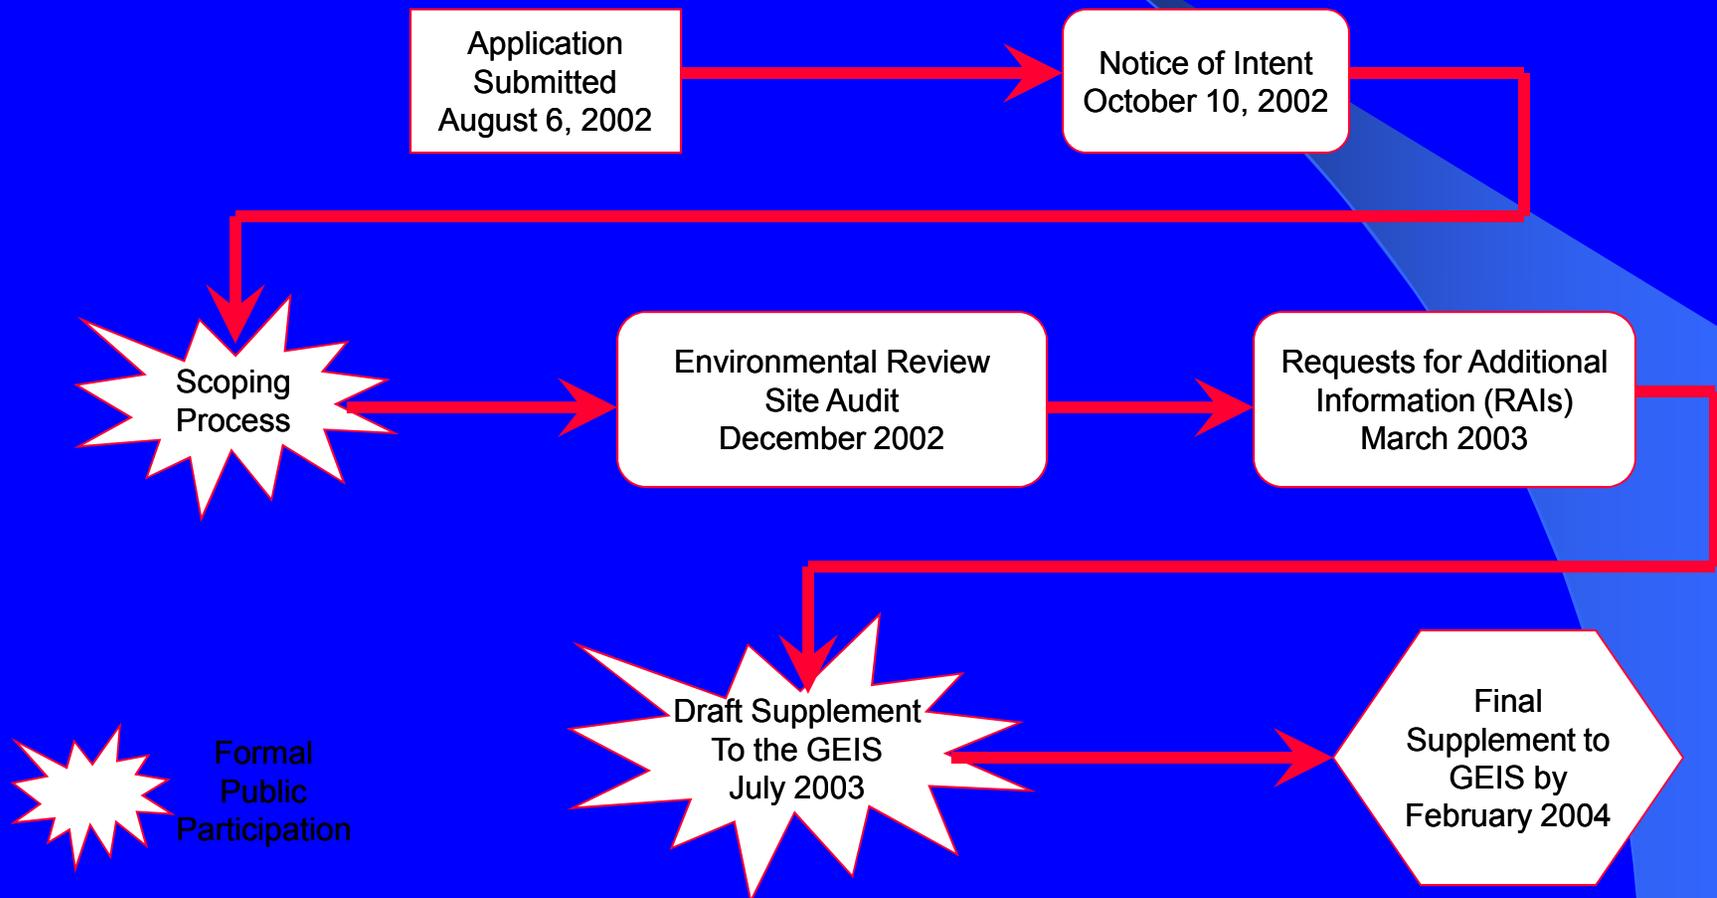 Application
Submitted
August 6, 2002
Notice of Intent
October 10, 2002
Scoping
Process
Environmental Review
Site Audit
December 2002
Requests for Additional
Information (RAIs)
March 2003
Draft Supplement
To the GEIS
July 2003
Final
Supplement to
GEIS by
February 2004
Formal
Public
Participation